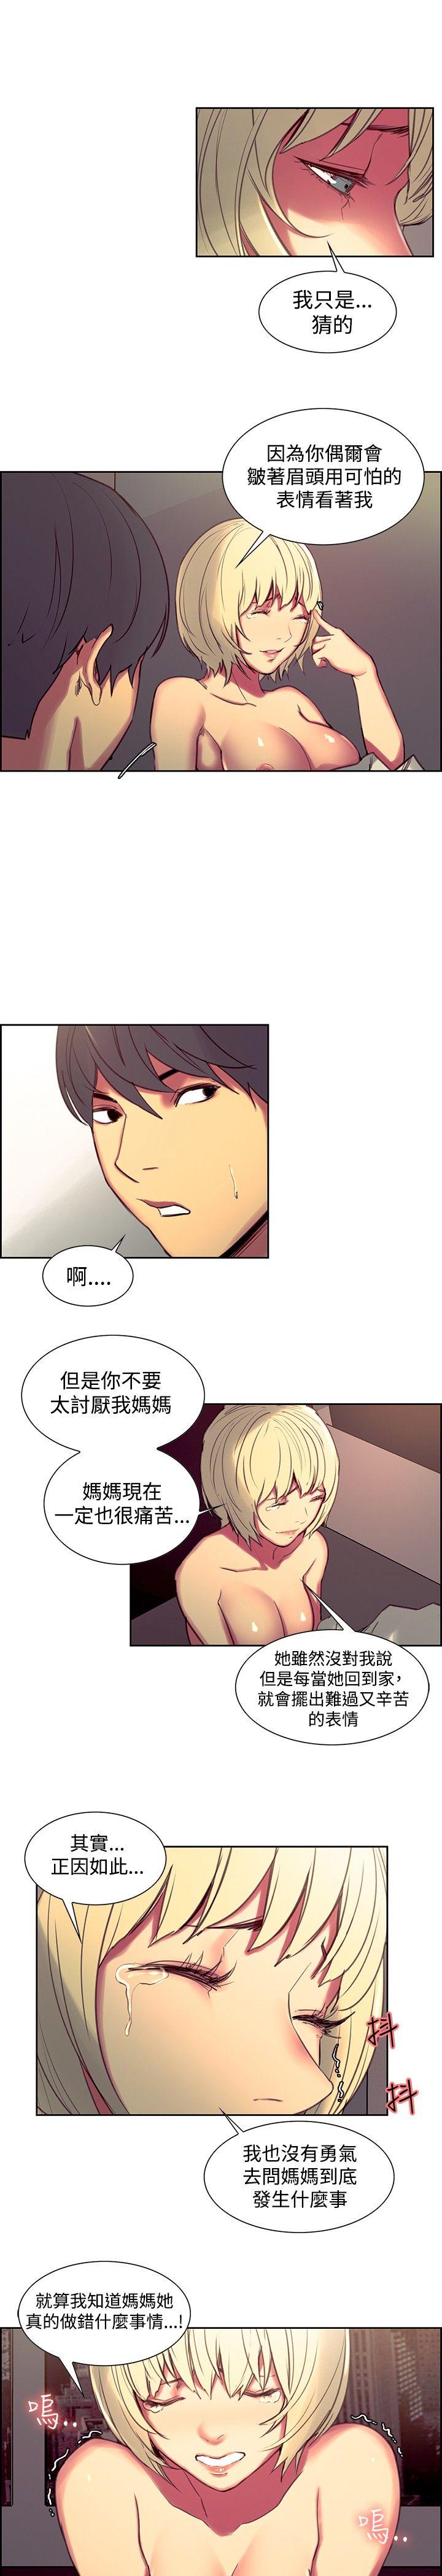 我只是...
猜的
因為你偶爾會
皺著眉頭用可怕的
表情看著我
啊....
但是你不要
太討厭我媽媽
媽媽現在
一定也很痛苦...
她雖然沒對我說
但是每當她回到家，
就會擺出難過又辛苦
的表情
其實...
正因如此...
抖
抖
我也沒有勇氣
去問媽媽到底
發生什麼事
就算我知道媽媽她
真的做錯什麼事情...!
嗚..
嗚..